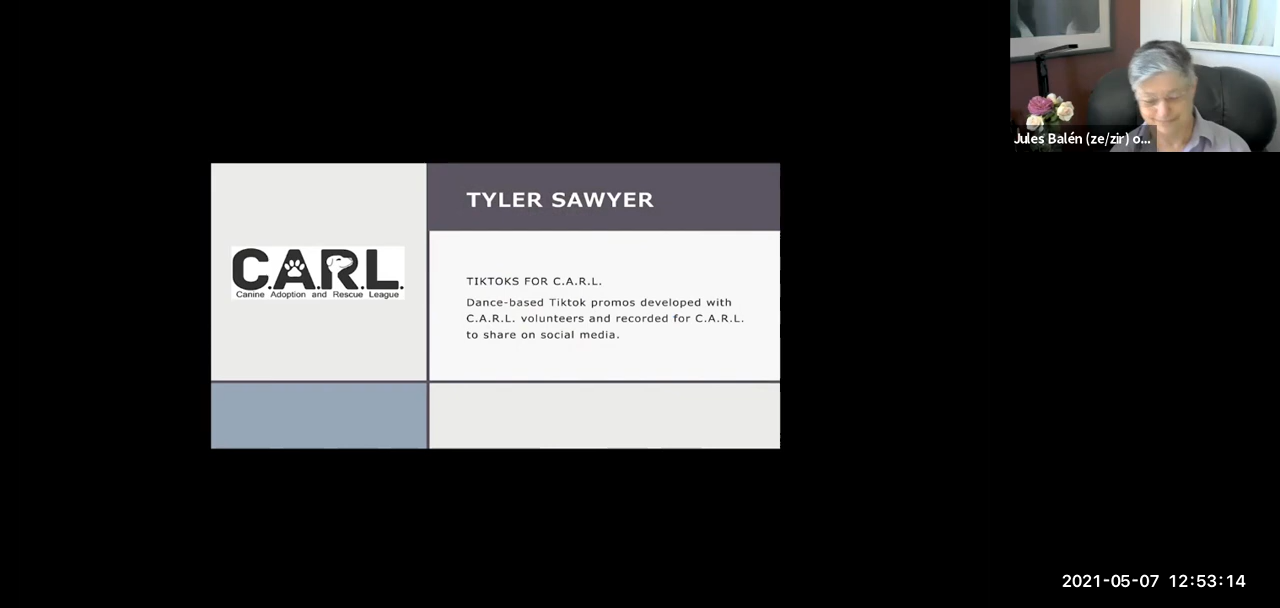 Jules Balén (ze/zir) o...
TYLER SAWYER
C.A.R.L.
Canine Adoption and Rescue League
TIKTOKS FOR C.A.R.L.
Dance-based Tiktok promos developed with
C.A.R.L. volunteers and recorded for C.A.R.L.
to share on social media.
2021-05-07 12:53:14